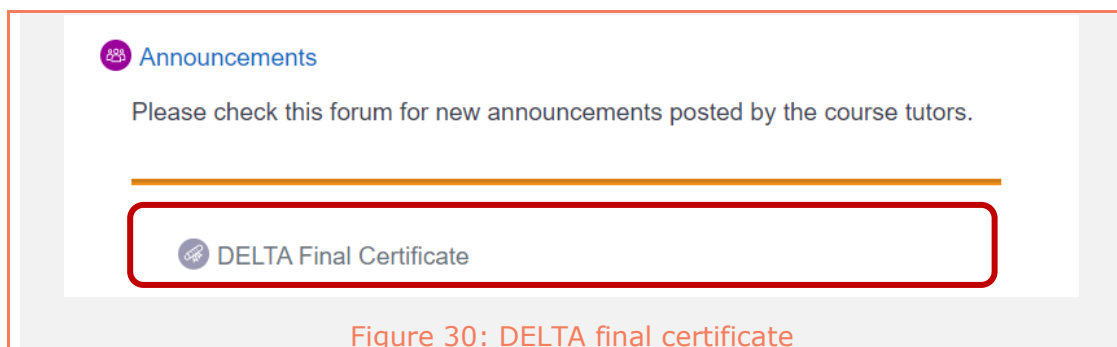 Announcements
Please check this forum for new announcements posted by the course tutors.
DELTA Final Certificate
Figure 30: DELTA final certificate